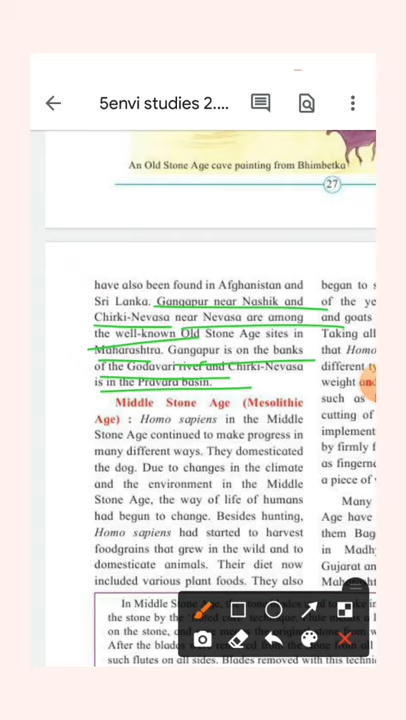 5envi studies 2....
An Old Stone Age cave painting from Bhimbetka
27
have also been found in Afghanistan and
Sri Lanka. Gangapur near Nashik and
Chirki-Nevasa near Nevasa are among
the well-known Old Stone Age sites in
Maharashtra. Gangapur is on the banks
of the Godavari river and Chirki-Nevasa
is in the Pravara basin.
Middle Stone Age (Mesolithic
Age) : Homo sapiens in the Middle
Stone Age continued to make progress in
many different ways. They domesticated
the dog. Due to changes in the climate
and the environment in the Middle
Stone Age, the way of life of humans
had begun to change. Besides hunting,
Homo sapiens had started to harvest
foodgrains that grew in the wild and to
domesticate animals. Their diet now
included various plant foods. They also
In Middle
the stone by the
on the stone,
After the blades
such flutes on all sides. Blades removed with this
began to
of the
and goats
Taking all
that Homo
different
weight and
such as
cutting of
implement
by firmly
as
a piece of
Many
Age have
them
in
Gujarat an